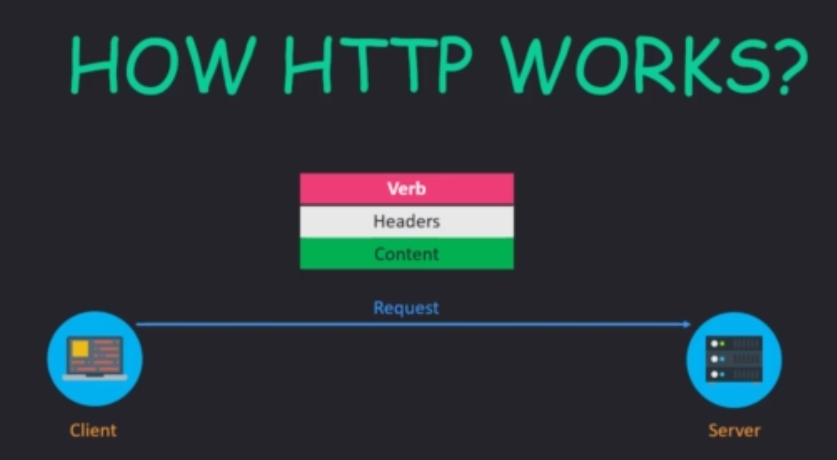 HOW HTTP WORKS?
Verb
Headers
Content
Request
Client
Server